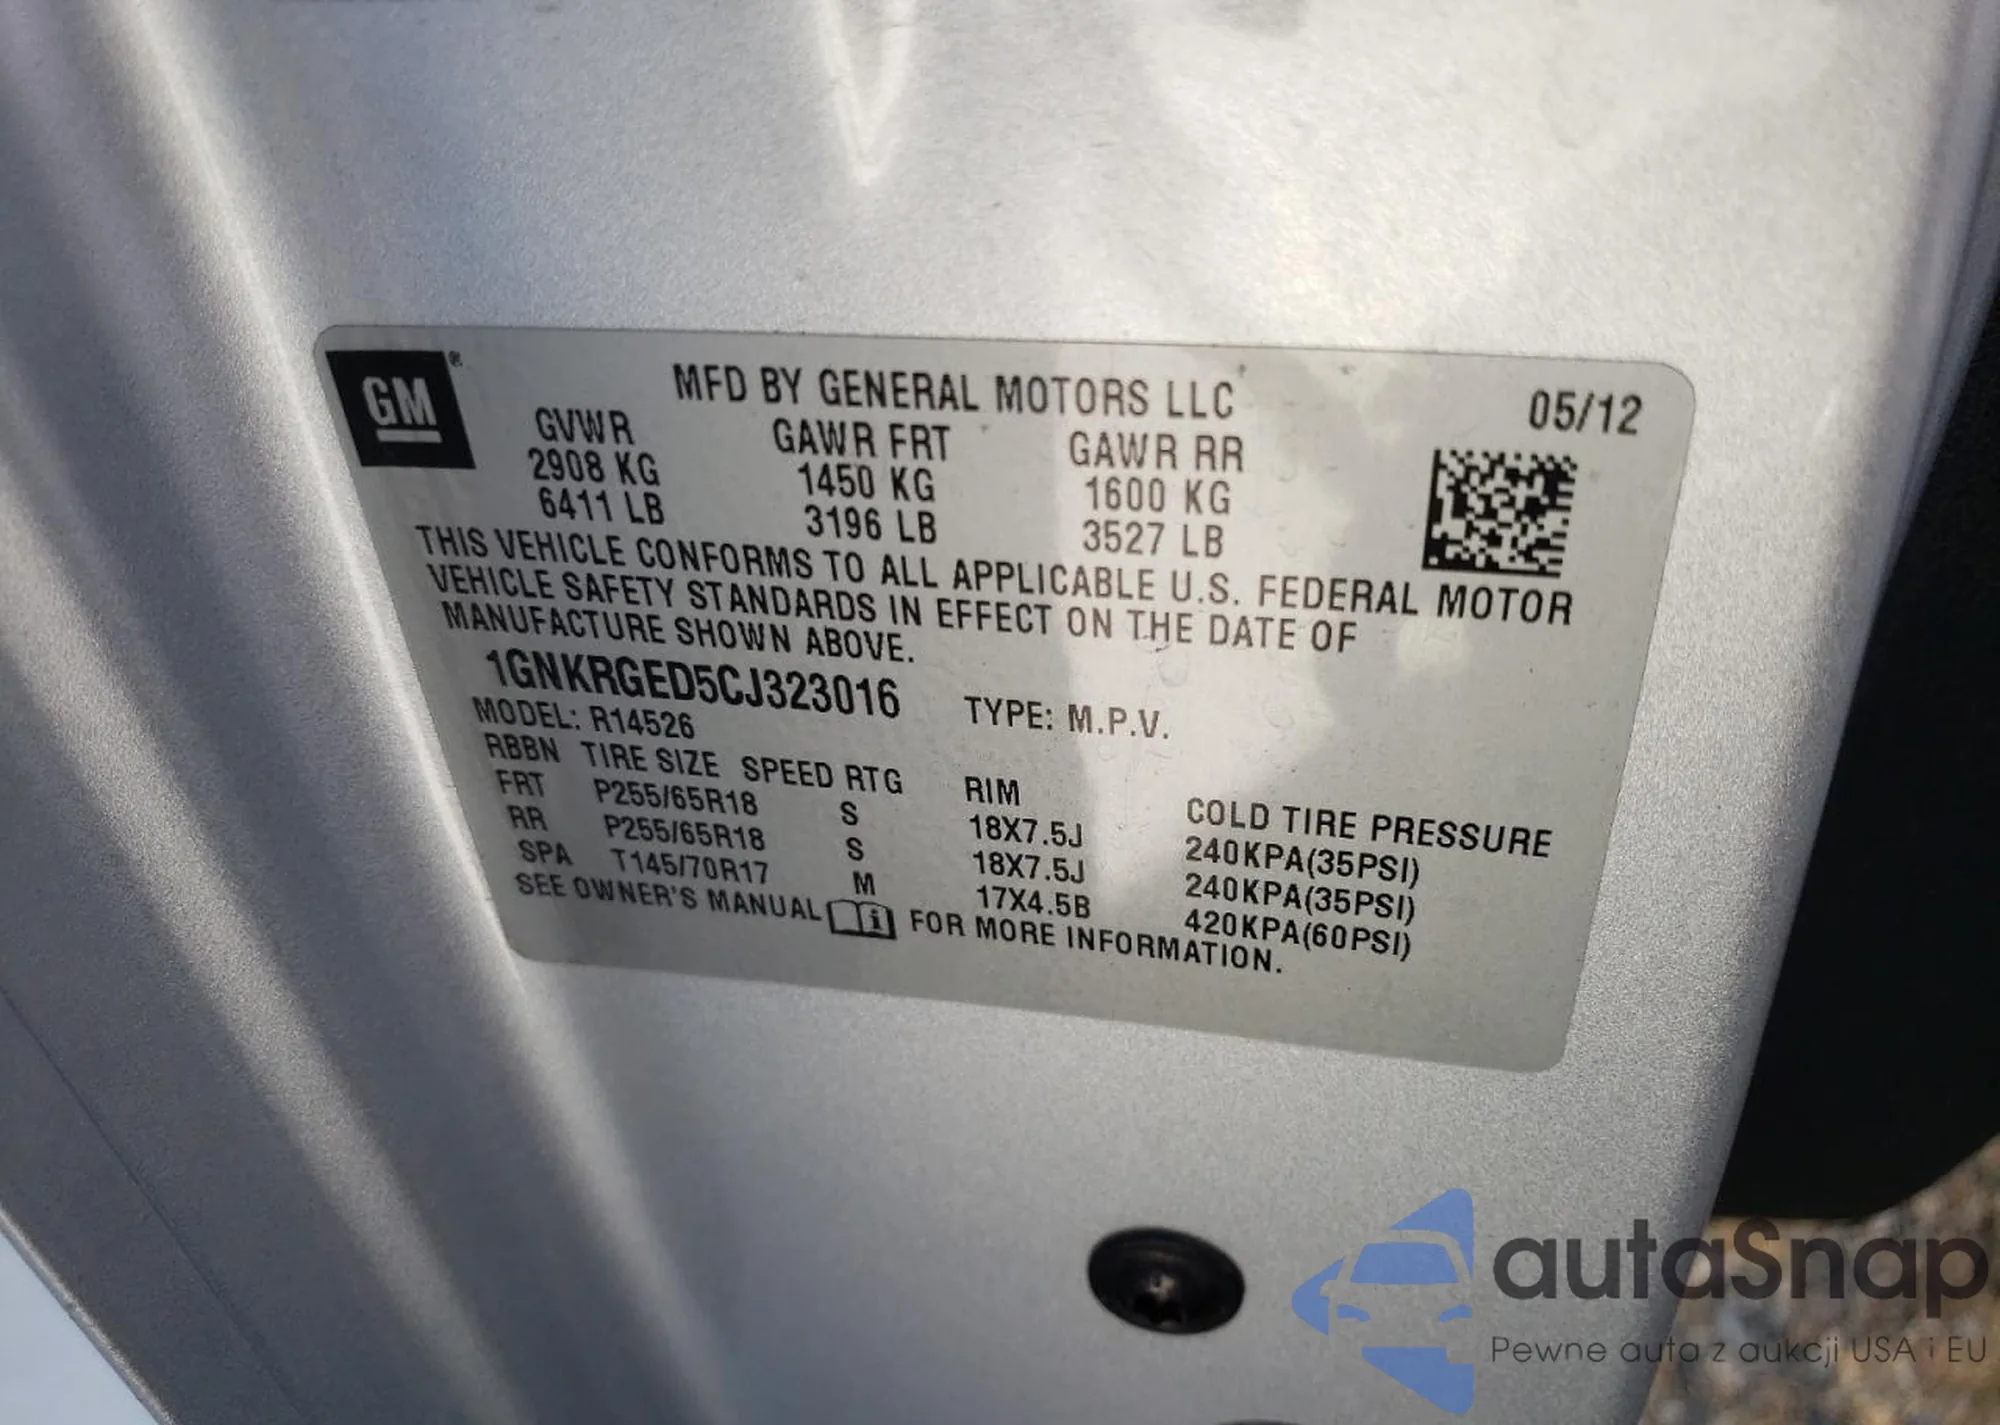 GM ®
MFD BY GENERAL MOTORS LLC 05/12
GVWR GAWR FRT GAWR RR
2908 KG 1450 KG 1600 KG
6411 LB 3196 LB 3527 LB
THIS VEHICLE CONFORMS TO ALL APPLICABLE U.S. FEDERAL MOTOR
VEHICLE SAFETY STANDARDS IN EFFECT ON THE DATE OF
MANUFACTURE SHOWN ABOVE.
1GNKRGED5CJ323016 TYPE: M.P.V.
MODEL: R14526
RBBN TIRE SIZE SPEED RTG RIM COLD TIRE PRESSURE
FRT P255/65R18 S 18X7.5J 240KPA(35PSI)
RR P255/65R18 S 18X7.5J 240KPA(35PSI)
SPA T145/70R17 M 17X4.5B 420KPA(60PSI)
SEE OWNER'S MANUAL i FOR MORE INFORMATION.
autaSnap
Pewne auta z aukcji USA i EU